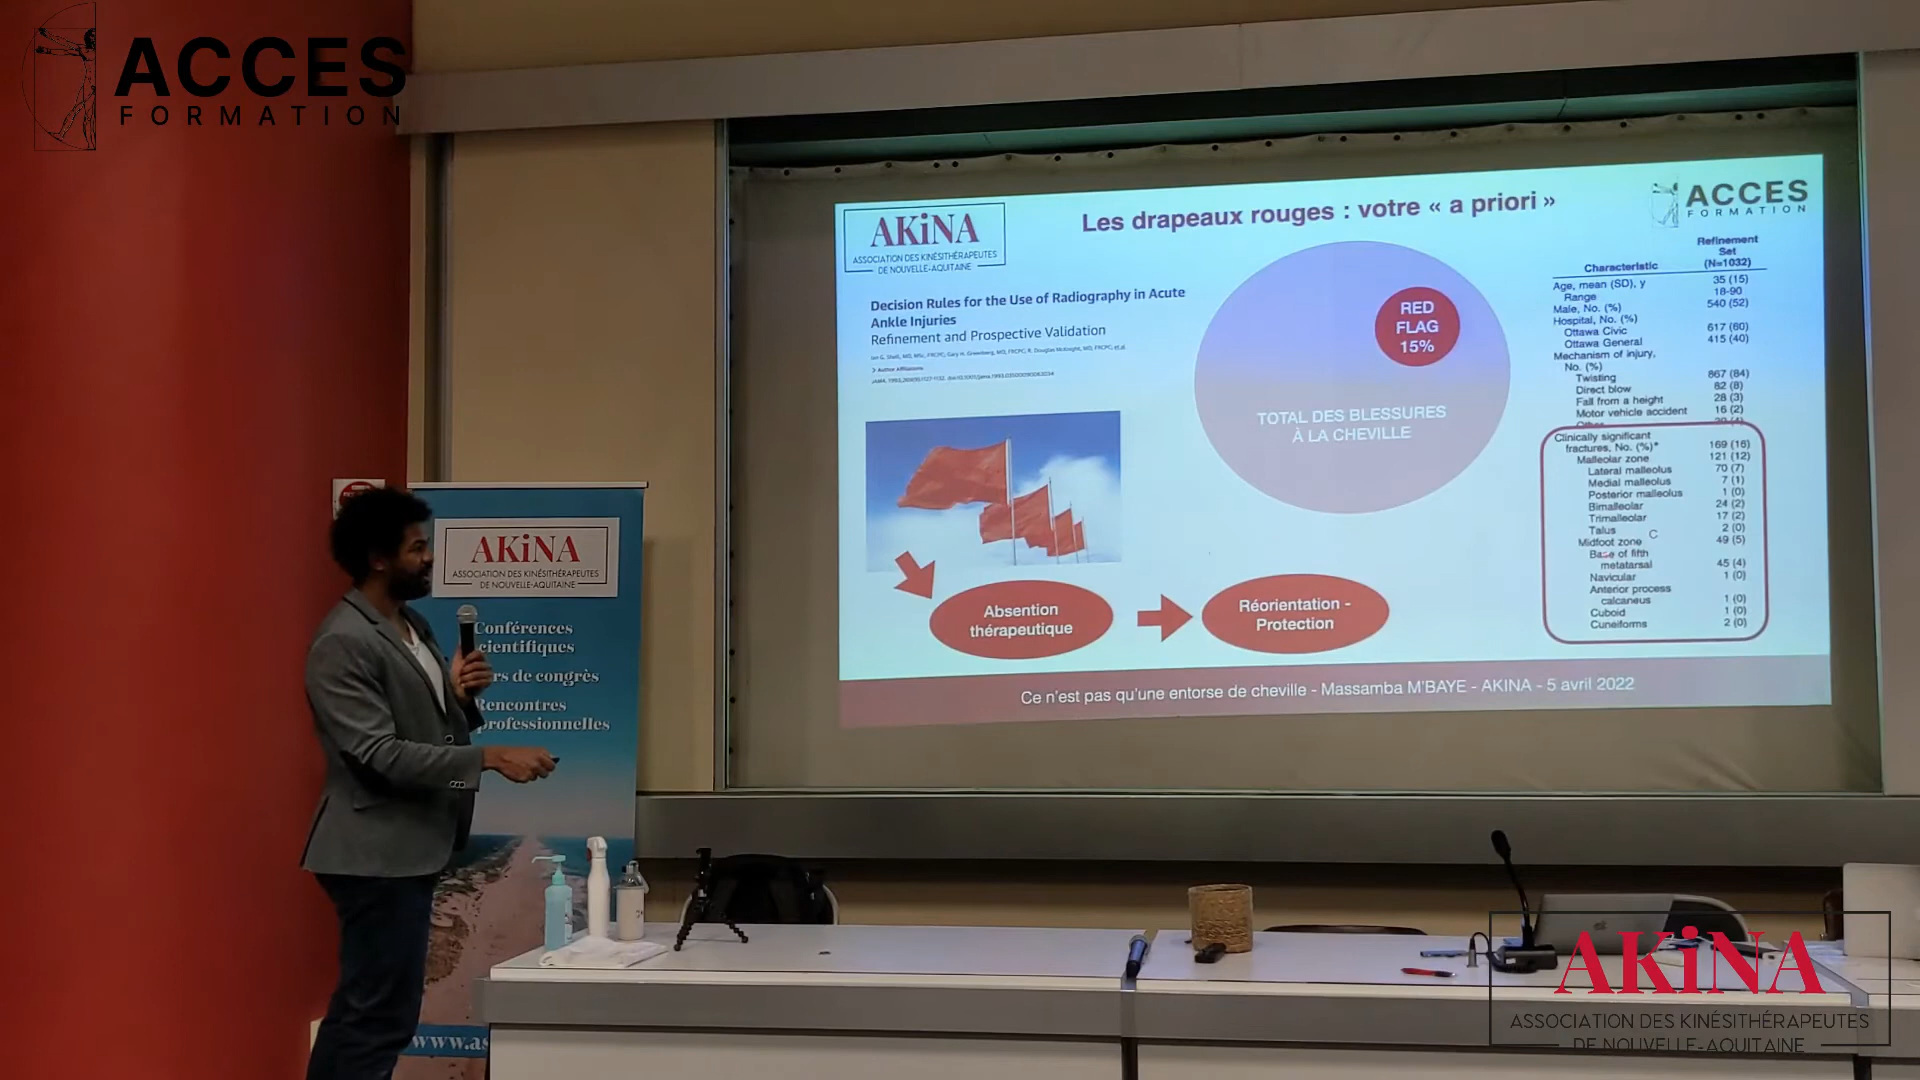 ACCES
FORMATION
AKiNA
ASSOCIATION DES KINÉSITHÉRAPEUTES
DE NOUVELLE-AQUITAINE
Les drapeaux rouges : votre « a priori »
ACCES
FORMATION
Decision Rules for the Use of Radiography in Acute
Ankle Injuries
Refinement and Prospective Validation
Author Affiliations
RED
FLAG
15%
TOTAL DES BLESSURES
À LA CHEVILLE
Absention
thérapeutique
Réorientation -
Protection
Refinement
Set
Characteristic (N=1032)
Age, mean (SD), y 35 (15)
Range 18-90
Male, No. (%) 540 (52)
Hospital, No. (%)
Ottawa Civic 617 (60)
Ottawa General 415 (40)
Mechanism of injury,
No. (%)
Twisting 867 (84)
Direct blow 82 (8)
Fall from a height 28 (3)
Motor vehicle accident 16 (2)
Clinically significant
fractures, No. (%)* 169 (16)
Malleolar zone 121 (12)
Lateral malleolus 70 (7)
Medial malleolus 7 (1)
Posterior malleolus 1 (0)
Bimalleolar 24 (2)
Trimalleolar 17 (2)
Talus 2 (0)
Midfoot zone 49 (5)
Base of fifth
metatarsal 45 (4)
Navicular 1 (0)
Anterior process
calcaneus 1 (0)
Cuboid 1 (0)
Cuneiforms 2 (0)
Ce n'est pas qu'une entorse de cheville - Massamba M'BAYE - AKINA - 5 avril 2022
AKiNA
ASSOCIATION DES KINÉSITHÉRAPEUTES
DE NOUVELLE-AQUITAINE
Conférences
scientifiques
rs de congrès
Rencontres
professionnelles
www.as
AKiNA
ASSOCIATION DES KINÉSITHÉRAPEUTES
DE NOUVELLE-AQUITAINE